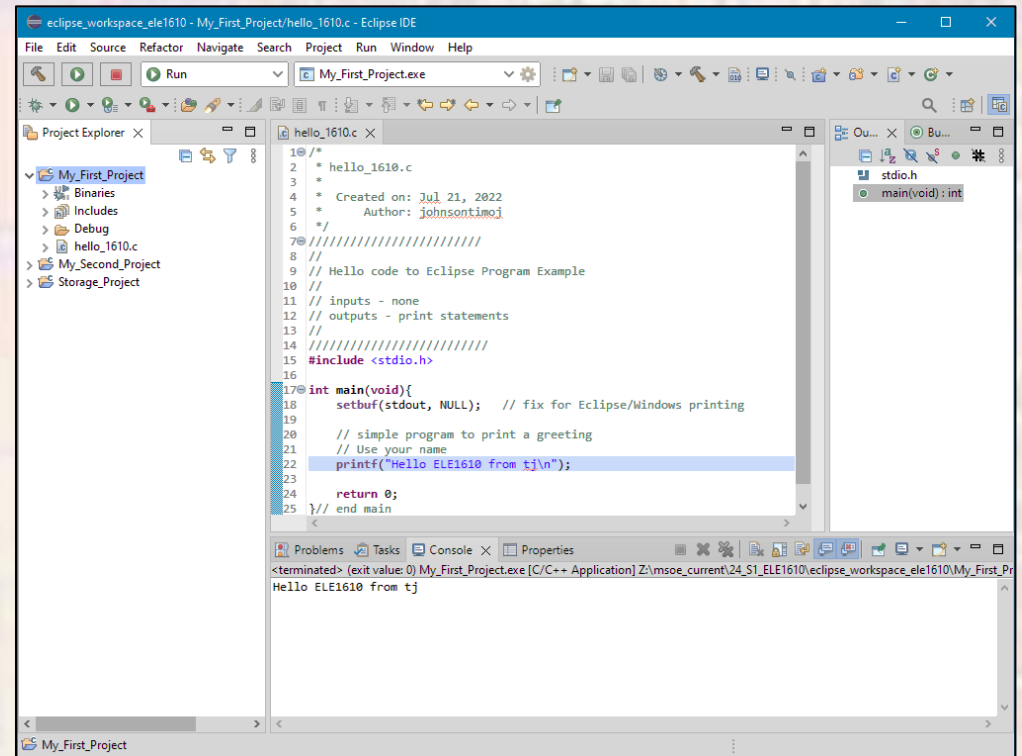 eclipse_workspace_ele1610 - My_First_Project/hello_1610.c - Eclipse IDE
File Edit Source Refactor Navigate Search Project Run Window Help
Run
My_First_Project.exe
Project Explorer
My_First_Project
Binaries
Includes
Debug
hello_1610.c
My_Second_Project
Storage_Project
hello_1610.c
1 /*
2  * hello_1610.c
3  *
4  *  Created on: Jul 21, 2022
5  *      Author: johnsontimoj
6  */
7 /////////////////////////
8 //
9 // Hello code to Eclipse Program Example
10 //
11 // inputs - none
12 // outputs - print statements
13 //
14 //////////////////////////
15 #include <stdio.h>
16
17 int main(void){
18     setbuf(stdout, NULL);   // fix for Eclipse/Windows printing
19
20     // simple program to print a greeting
21     // Use your name
22     printf("Hello ELE1610 from tj\n");
23
24     return 0;
25 }// end main
Ou...
Bu...
stdio.h
main(void) : int
Problems Tasks Console Properties
<terminated> (exit value: 0) My_First_Project.exe [C/C++ Application] Z:\msoe_current\24_S1_ELE1610\eclipse_workspace_ele1610\My_First_Pr
Hello ELE1610 from tj
My_First_Project